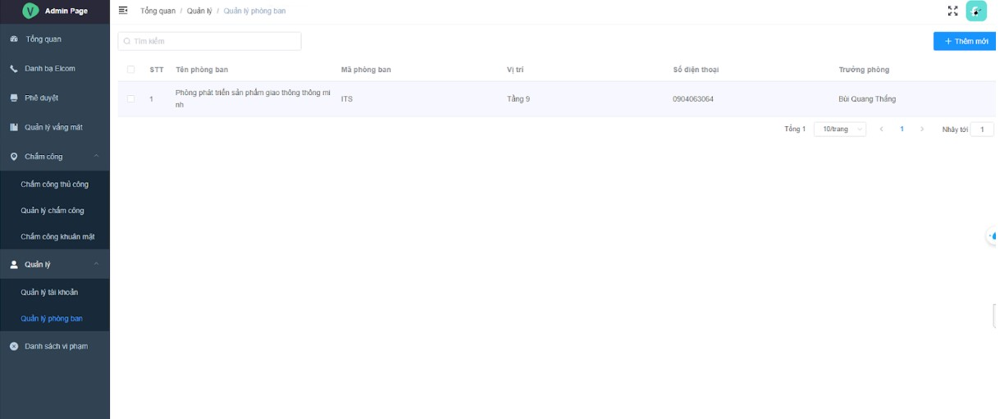 V Admin Page
Tổng quan / Quản lý / Quản lý phòng ban
Tổng quan
Danh bạ Elcom
Phê duyệt
Quản lý vắng mặt
Chấm công
Chấm công thủ công
Quản lý chấm công
Chấm công khuân mặt
Quản lý
Quản lý tài khoản
Quản lý phòng ban
Danh sách vi phạm
Tìm kiếm
+ Thêm mới
STT Tên phòng ban Mã phòng ban Vị trí Số điện thoại Trưởng phòng
1 Phòng phát triển sản phẩm giao thông thông mi
nh
ITS Tầng 9 0904063064 Bùi Quang Thắng
Tổng 1 10/trang < 1 > Nhảy tới 1